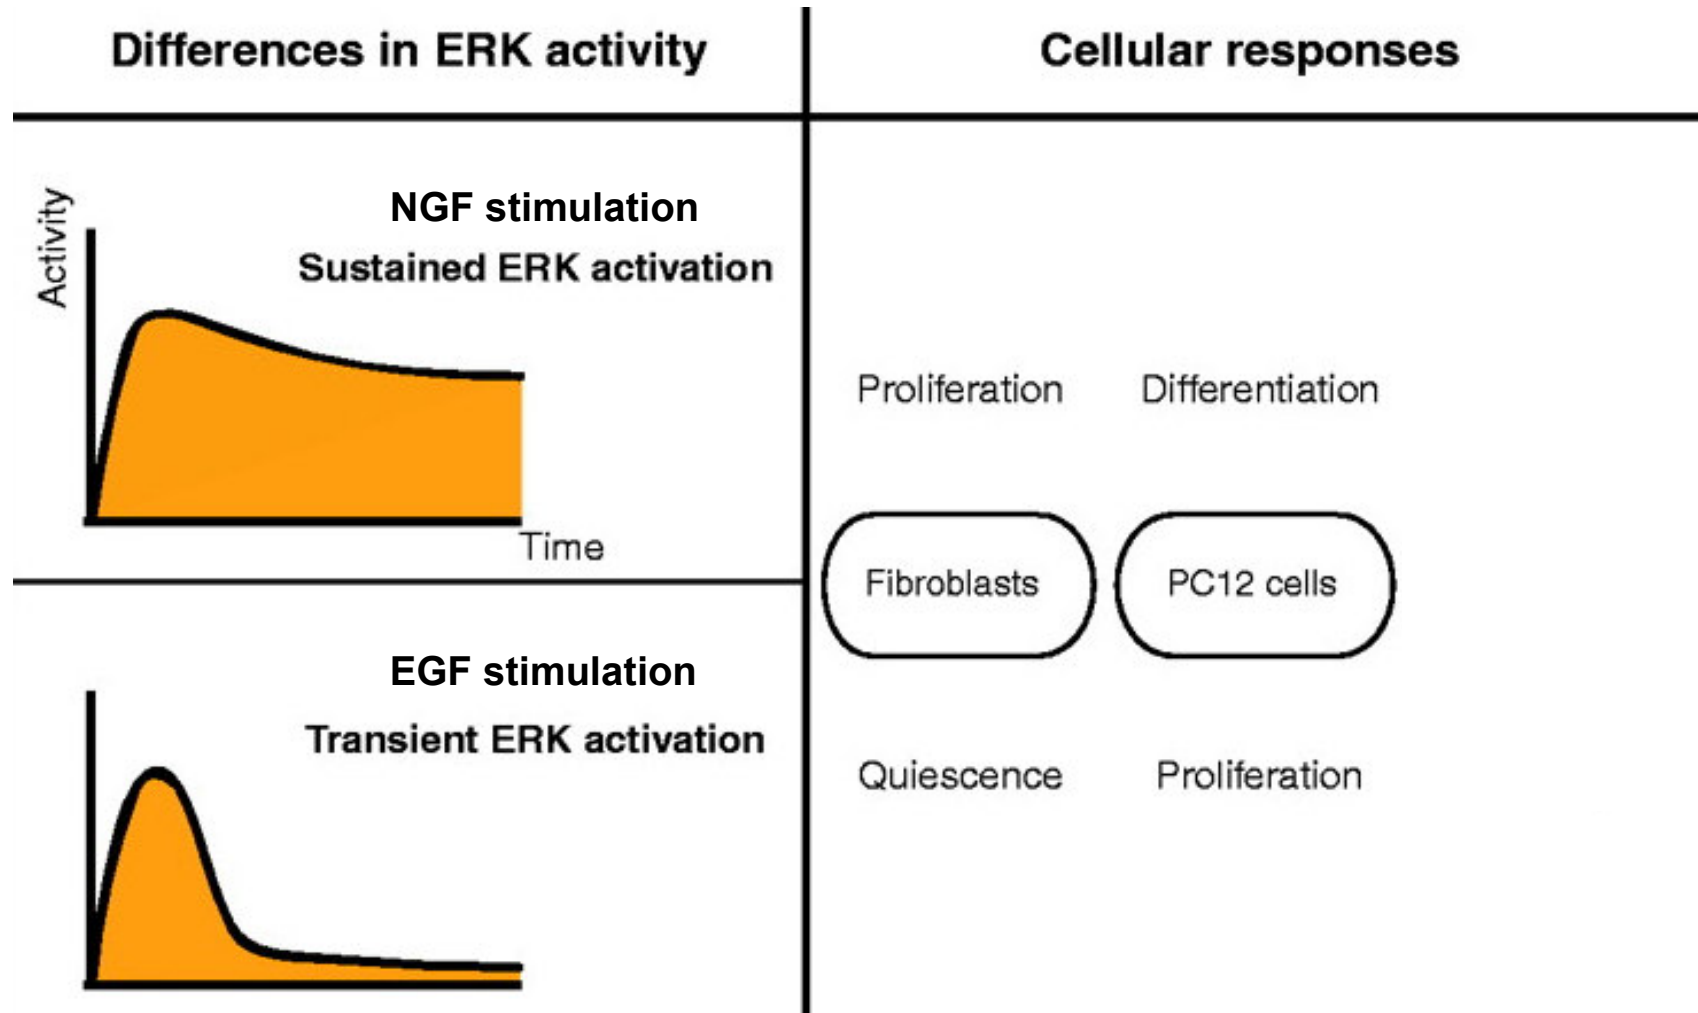 Differences in ERK activity
Cellular responses
Activity
NGF stimulation
Sustained ERK activation
Time
EGF stimulation
Transient ERK activation
Proliferation Differentiation
Fibroblasts PC12 cells
Quiescence Proliferation